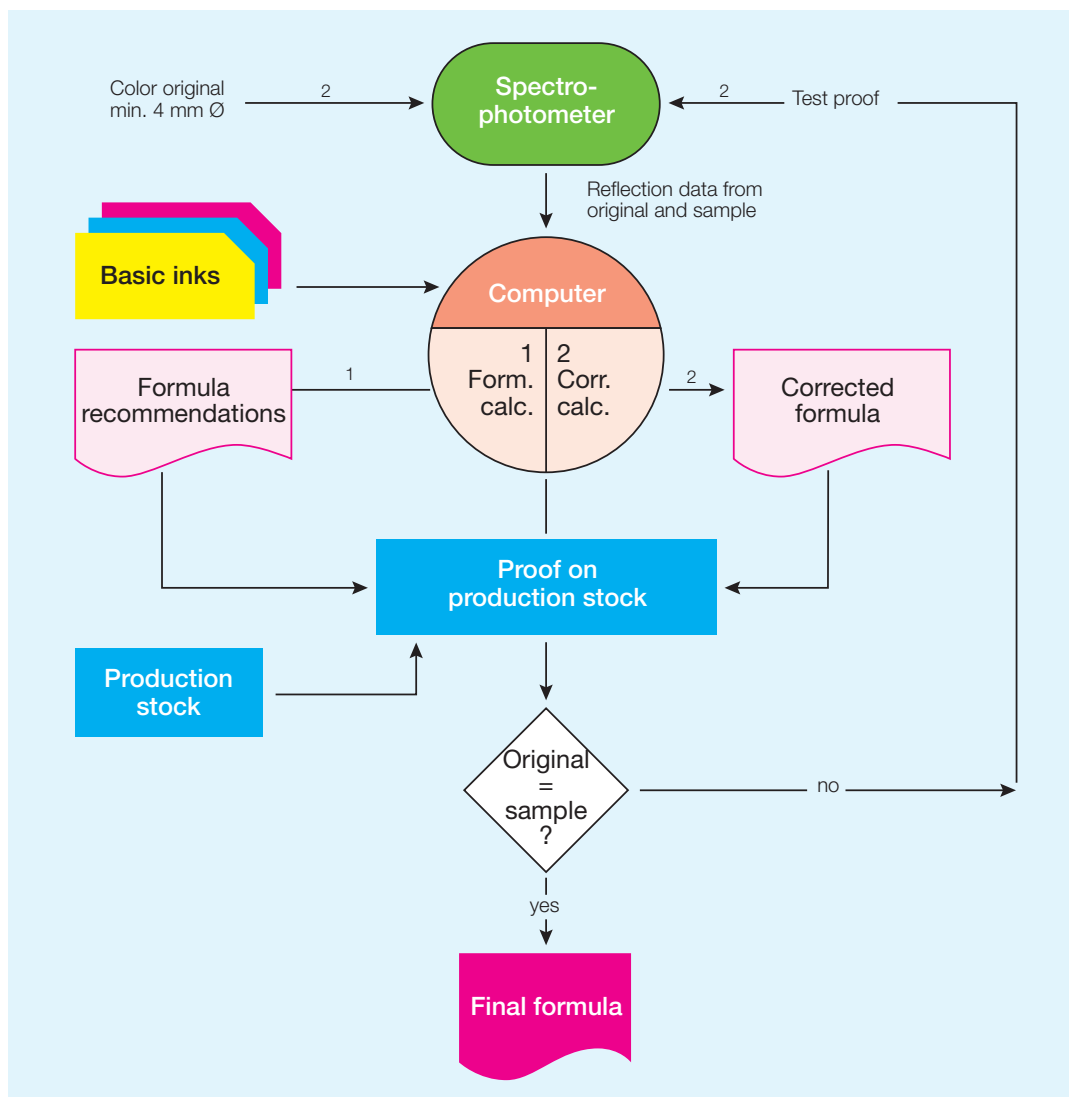 Color original
min. 4 mm Ø
2
Spectro-
photometer
2
Test proof
Reflection data from
original and sample
Basic inks
Computer
1
Form.
calc.
2
Corr.
calc.
Formula
recommendations
1
2
Corrected
formula
Proof on
production stock
Production
stock
Original
=
sample
?
no
yes
Final formula